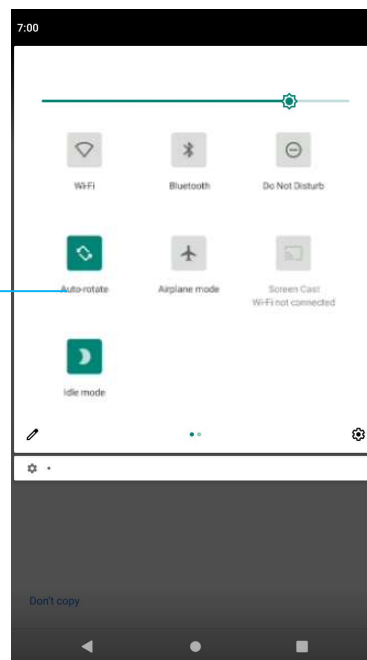 7:00
Wi-Fi
Bluetooth
Do Not Disturb
Auto-rotate
Airplane mode
Screen Cast
Wi-Fi not connected
Idle mode
Don't copy